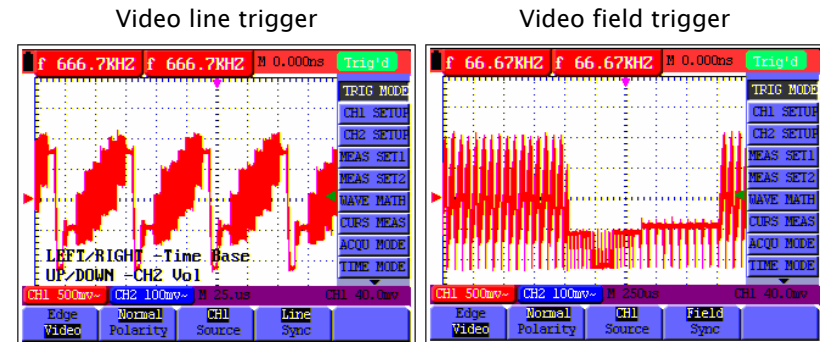 Video line trigger
f 666.7KHZ f 666.7KHZ M 0.000ns Trig'd
TRIG MODE
CH1 SETUP
CH2 SETUP
MEAS SET1
MEAS SET2
WAVE MATH
CURS MEAS
ACQU MODE
TIME MODE
LEFT/RIGHT -Time Base
UP/DOWN -CH2 Vol
CH1 500mv~ CH2 100mv~ M 25.us CH1 40.0mv
Edge Normal CH1 Line
Video Polarity Source Sync
Video field trigger
f 66.67KHZ f 66.67KHZ M 0.000ns Trig'd
TRIG MODE
CH1 SETUP
CH2 SETUP
MEAS SET1
MEAS SET2
WAVE MATH
CURS MEAS
ACQU MODE
TIME MODE
CH1 500mv~ CH2 100mv~ M 250us CH1 40.0mv
Edge Normal CH1 Field
Video Polarity Source Sync